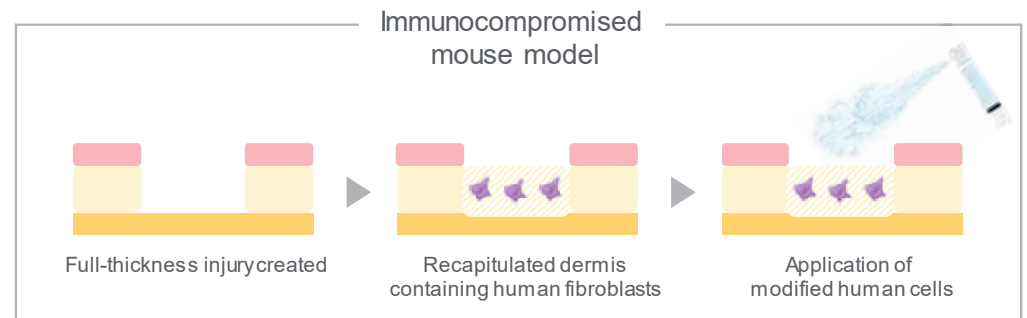 Immunocompromised
mouse model
Full-thickness injurycreated
Recapitulated dermis
containing human fibroblasts
Application of
modified human cells